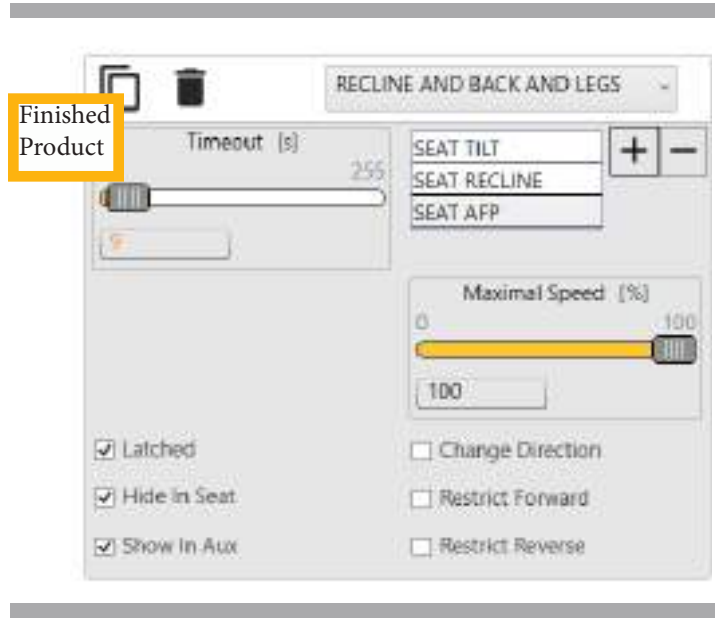 RECLINE AND BACK AND LEGS
Finished
Product
Timeout [s]
255
9
SEAT TILT
SEAT RECLINE
SEAT AFP
+ −
Maximal Speed [%]
0 100
100
Latched
Change Direction
Hide In Seat
Restrict Forward
Show In Aux
Restrict Reverse